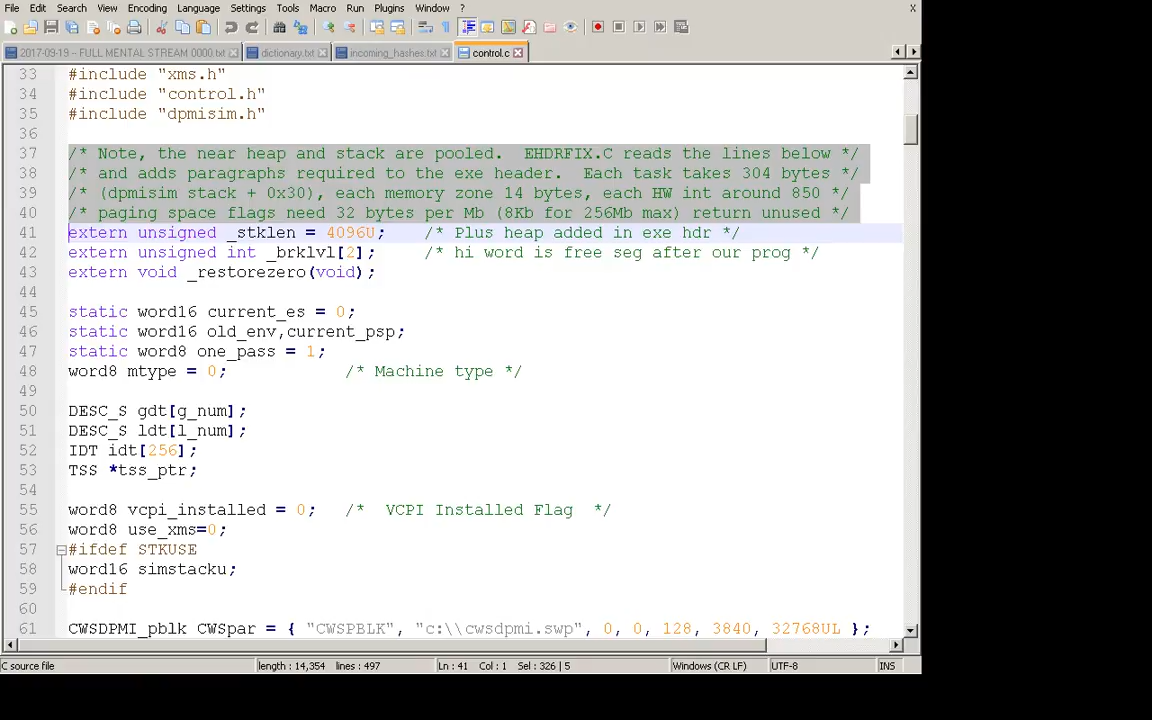 File Edit Search View Encoding Language Settings Tools Macro Run Plugins Window ? X
2017-09-19 – FULL MENTAL STREAM 0000.txt dictionary.txt incoming_hashes.txt control.c
33 #include "xms.h"
34 #include "control.h"
35 #include "dpmisim.h"
36
37 /* Note, the near heap and stack are pooled.  EHDRFIX.C reads the lines below */
38 /* and adds paragraphs required to the exe header.  Each task takes 304 bytes */
39 /* (dpmisim stack + 0x30), each memory zone 14 bytes, each HW int around 850 */
40 /* paging space flags need 32 bytes per Mb (8Kb for 256Mb max) return unused */
41 extern unsigned _stklen = 4096U;    /* Plus heap added in exe hdr */
42 extern unsigned int _brklvl[2];     /* hi word is free seg after our prog */
43 extern void _restorezero(void);
44
45 static word16 current_es = 0;
46 static word16 old_env,current_psp;
47 static word8 one_pass = 1;
48 word8 mtype = 0;            /* Machine type */
49
50 DESC_S gdt[g_num];
51 DESC_S ldt[l_num];
52 IDT idt[256];
53 TSS *tss_ptr;
54
55 word8 vcpi_installed = 0;   /*  VCPI Installed Flag  */
56 word8 use_xms=0;
57 #ifdef STKUSE
58 word16 simstacku;
59 #endif
60
61 CWSDPMI_pblk CWSpar = { "CWSPBLK", "c:\\cwsdpmi.swp", 0, 0, 128, 3840, 32768UL };
C source file length : 14,354 lines : 497 Ln : 41 Col : 1 Sel : 326 | 5 Windows (CR LF) UTF-8 INS